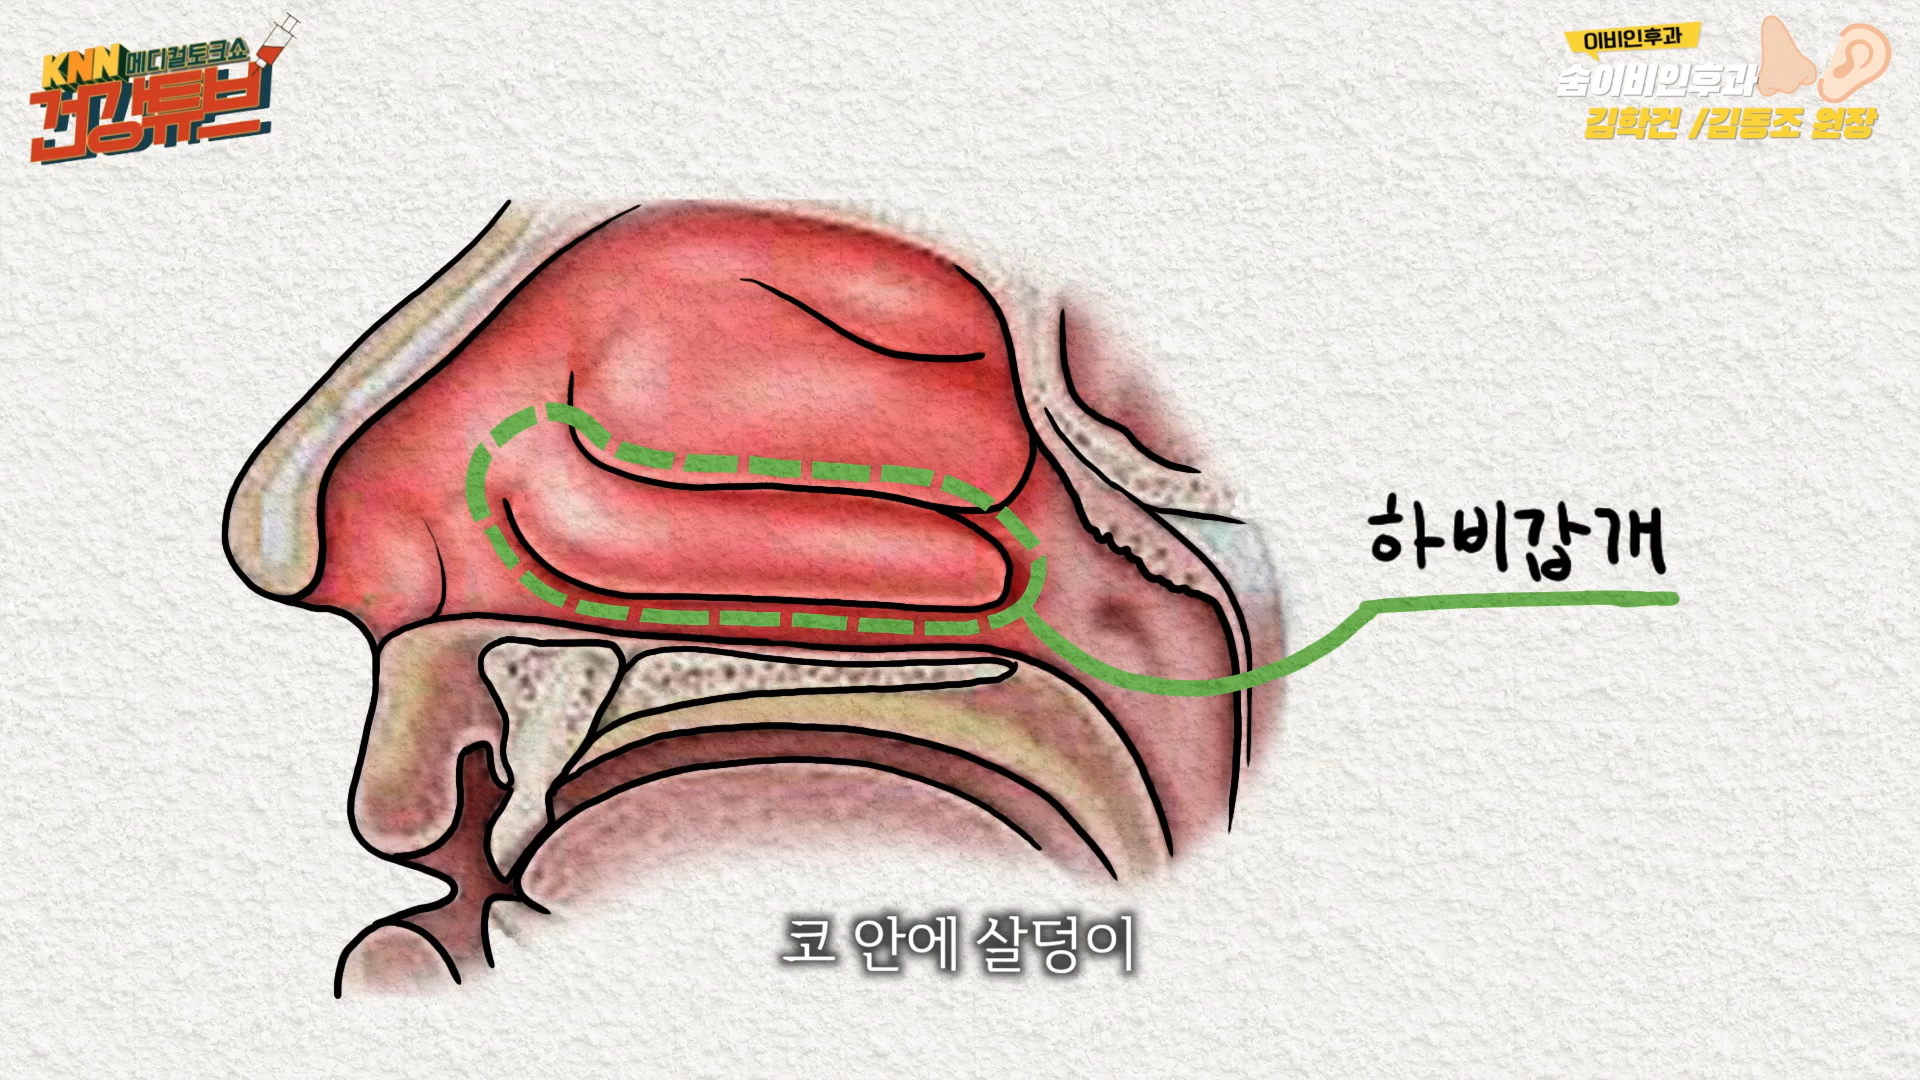 KNN 메디컬토크쇼
건강튜브
이비인후과
숨이비인후과
김학건 /김동조 원장
하비갑개
코 안에 살덩이